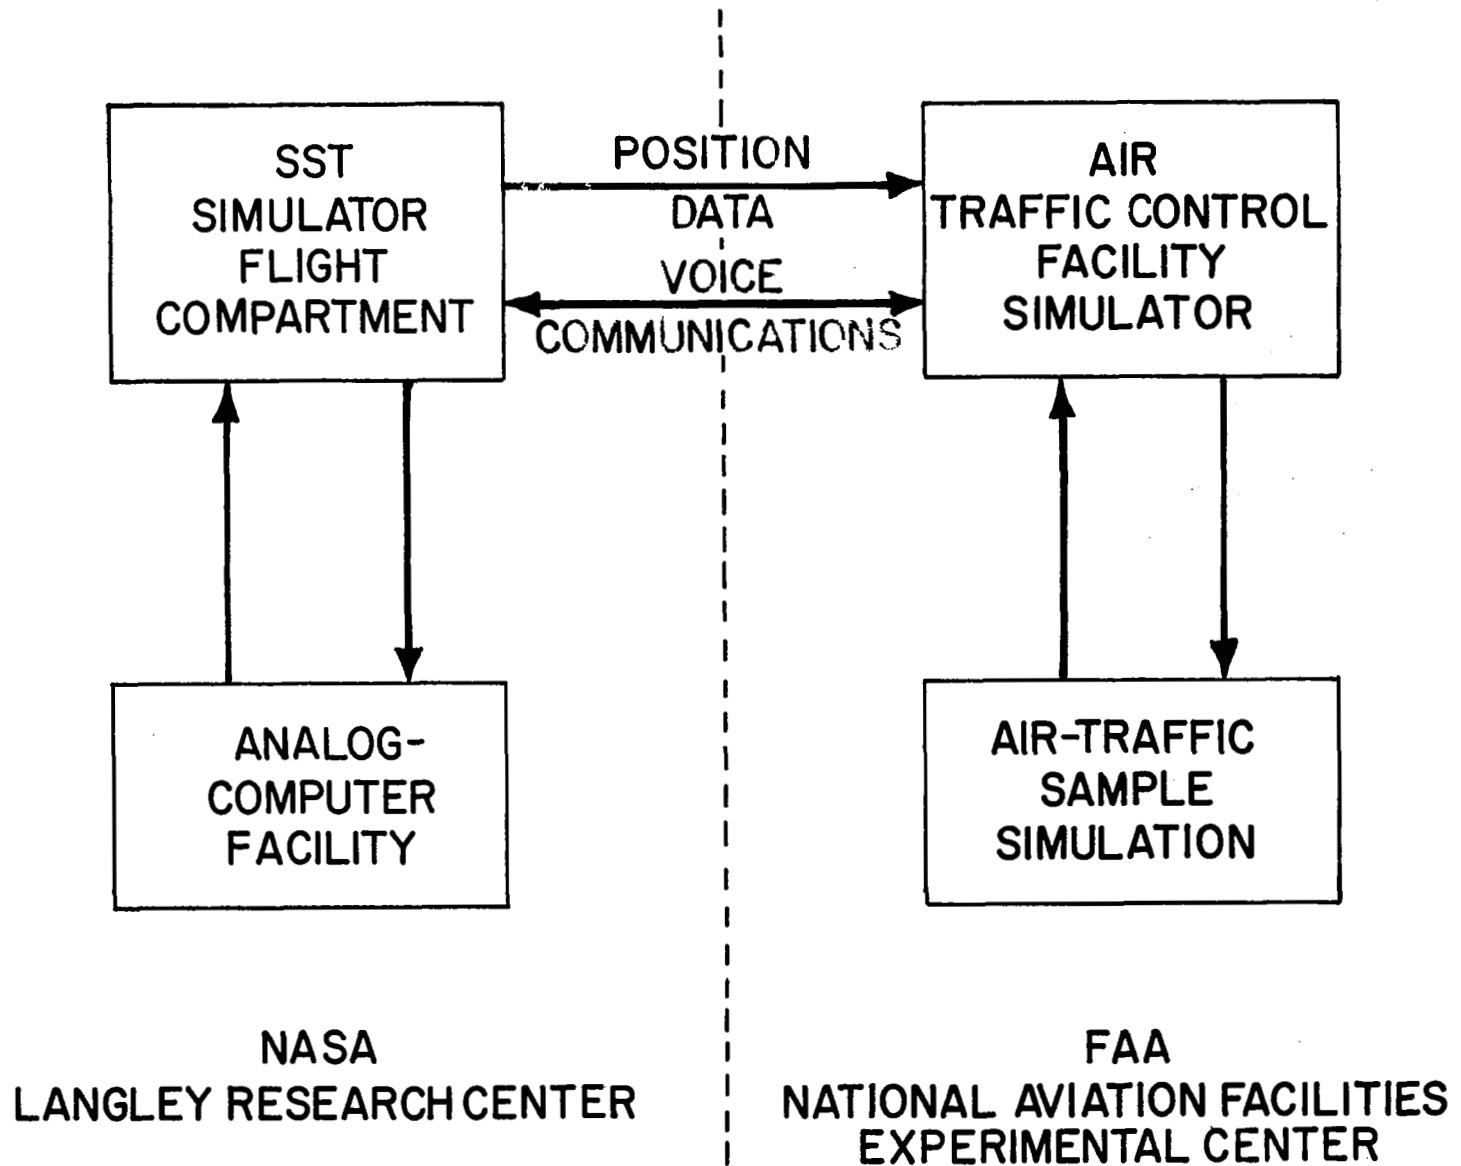 SST
SIMULATOR
FLIGHT
COMPARTMENT
POSITION
DATA
VOICE
COMMUNICATIONS
AIR
TRAFFIC CONTROL
FACILITY
SIMULATOR
ANALOG-
COMPUTER
FACILITY
AIR-TRAFFIC
SAMPLE
SIMULATION
NASA
LANGLEY RESEARCH CENTER
FAA
NATIONAL AVIATION FACILITIES
EXPERIMENTAL CENTER